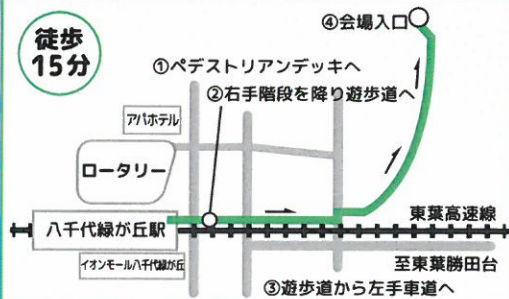 徒歩
15分
④会場入口
①ペデストリアンデッキへ
②右手階段を降り遊歩道へ
アパホテル
ロータリー
東葉高速線
八千代緑が丘駅
イオンモール八千代緑が丘
至東葉勝田台
③遊歩道から左手車道へ